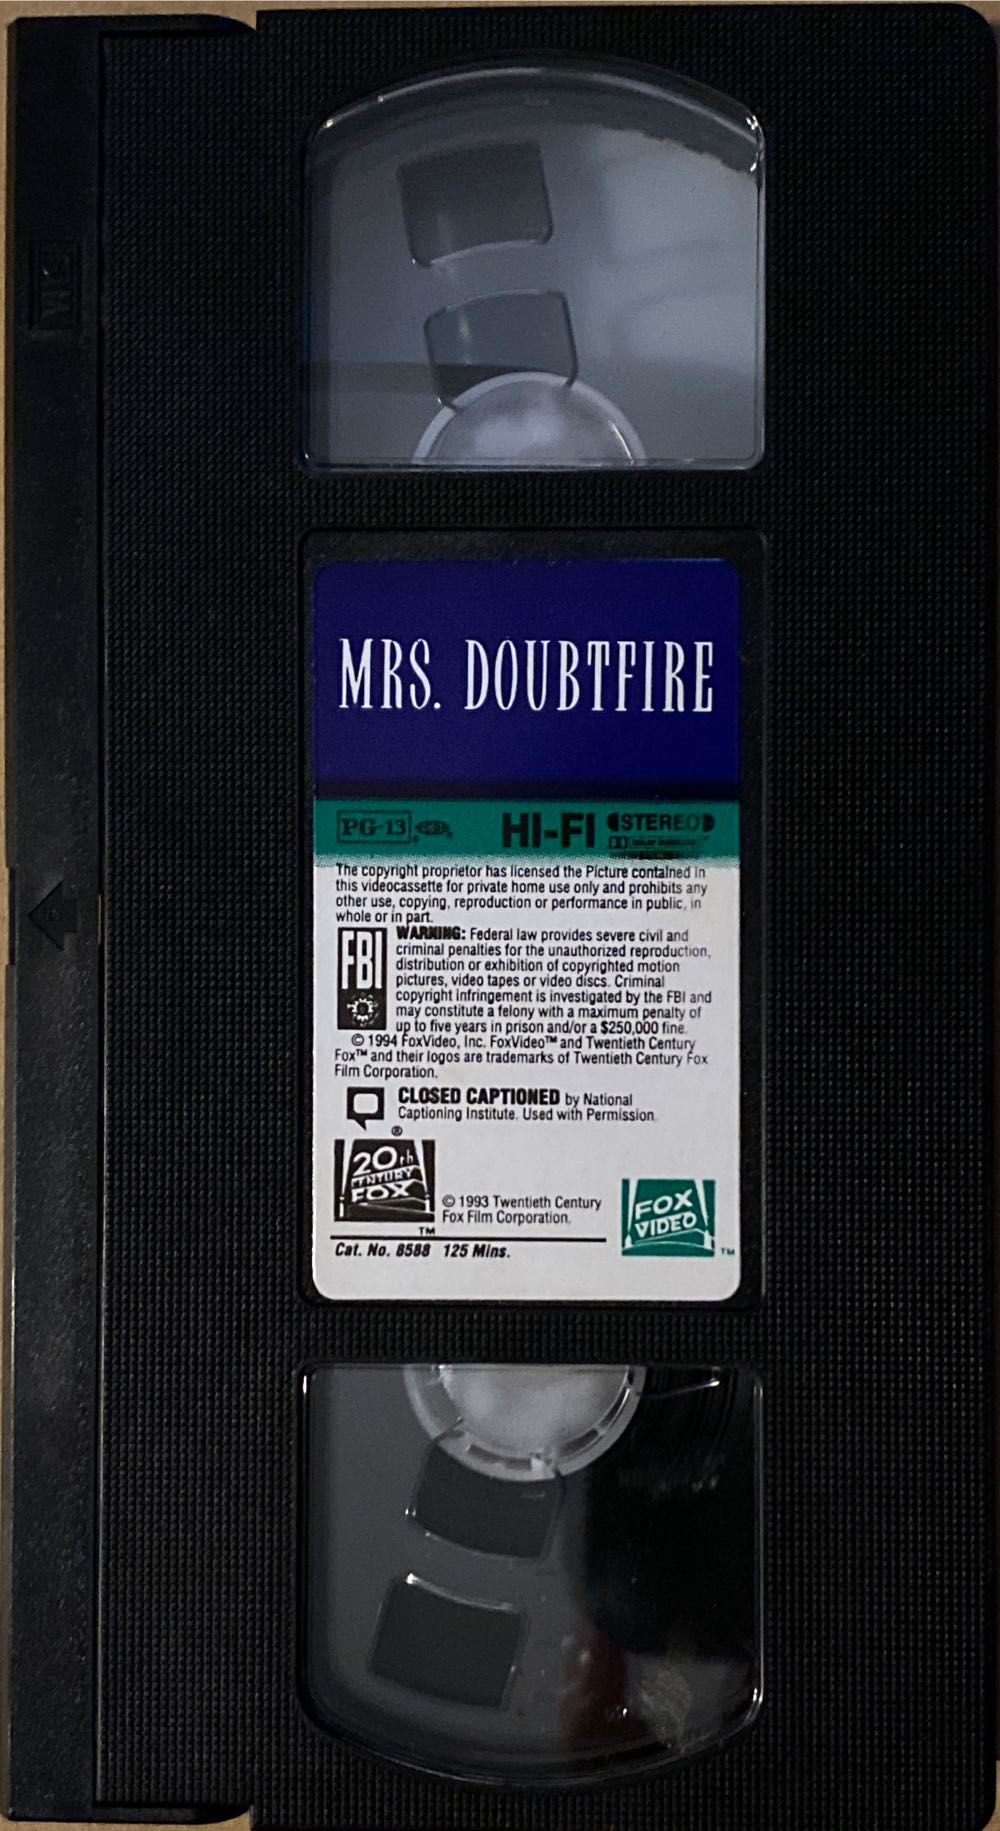 VHS
MRS. DOUBTFIRE
PG-13 HI-FI STEREO
The copyright proprietor has licensed the Picture contained in
this videocassette for private home use only and prohibits any
other use, copying, reproduction or performance in public, in
whole or in part.
FBI
WARNING: Federal law provides severe civil and
criminal penalties for the unauthorized reproduction,
distribution or exhibition of copyrighted motion
pictures, video tapes or video discs. Criminal
copyright infringement is investigated by the FBI and
may constitute a felony with a maximum penalty of
up to five years in prison and/or a $250,000 fine.
© 1994 FoxVideo, Inc. FoxVideo™ and Twentieth Century
Fox™ and their logos are trademarks of Twentieth Century Fox
Film Corporation.
CLOSED CAPTIONED by National
Captioning Institute. Used with Permission.
®
20th
CENTURY
FOX
TM
© 1993 Twentieth Century
Fox Film Corporation.
FOX
VIDEO
TM
Cat. No. 8588 125 Mins.